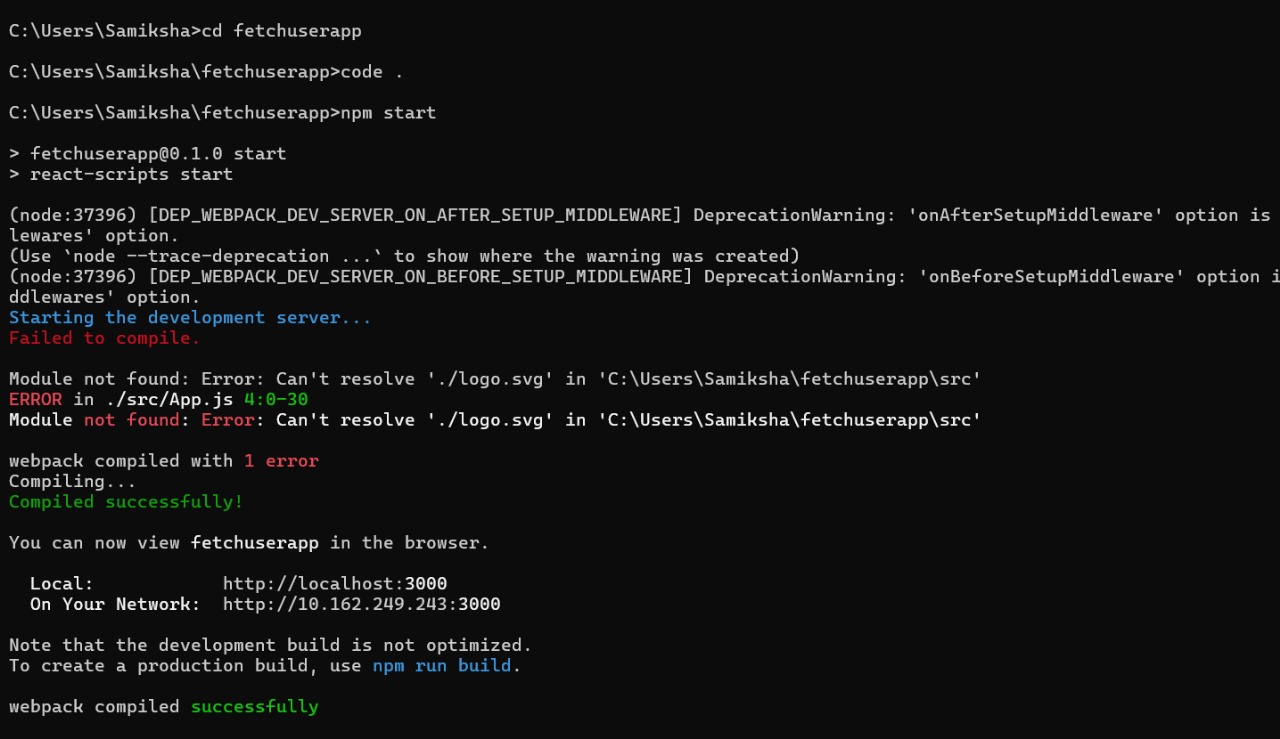 C:\Users\Samiksha>cd fetchuserapp
C:\Users\Samiksha\fetchuserapp>code .
C:\Users\Samiksha\fetchuserapp>npm start
> fetchuserapp@0.1.0 start
> react-scripts start
(node:37396) [DEP_WEBPACK_DEV_SERVER_ON_AFTER_SETUP_MIDDLEWARE] DeprecationWarning: 'onAfterSetupMiddleware' option is
lewares' option.
(Use `node --trace-deprecation ...` to show where the warning was created)
(node:37396) [DEP_WEBPACK_DEV_SERVER_ON_BEFORE_SETUP_MIDDLEWARE] DeprecationWarning: 'onBeforeSetupMiddleware' option i
ddlewares' option.
Starting the development server...
Failed to compile.
Module not found: Error: Can't resolve './logo.svg' in 'C:\Users\Samiksha\fetchuserapp\src'
ERROR in ./src/App.js 4:0-30
Module not found: Error: Can't resolve './logo.svg' in 'C:\Users\Samiksha\fetchuserapp\src'
webpack compiled with 1 error
Compiling...
Compiled successfully!
You can now view fetchuserapp in the browser.
Local: http://localhost:3000
On Your Network: http://10.162.249.243:3000
Note that the development build is not optimized.
To create a production build, use npm run build.
webpack compiled successfully